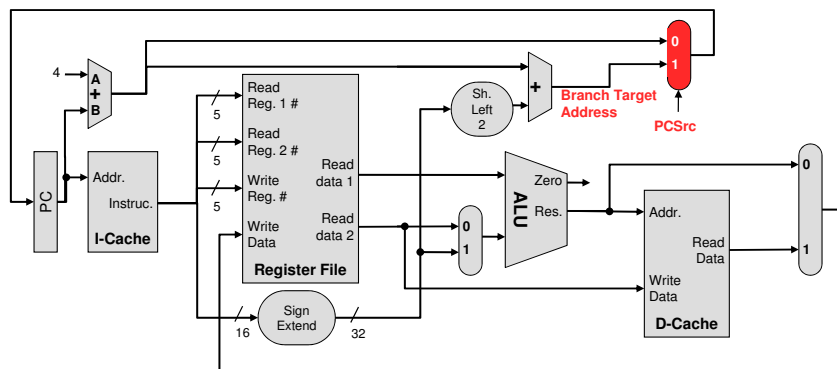 0
4
A
+
B
+
1
Branch Target
Address
PCSrc
Sh.
Left
2
Read
Reg. 1 #
5
Read
Reg. 2 #
5
Write
Reg. #
5
Write
Data
Read
data 1
Read
data 2
Register File
PC
Addr.
Instruc.
I-Cache
0
1
ALU
Zero
Res.
Addr.
Read
Data
Write
Data
D-Cache
0
1
16
Sign
Extend
32